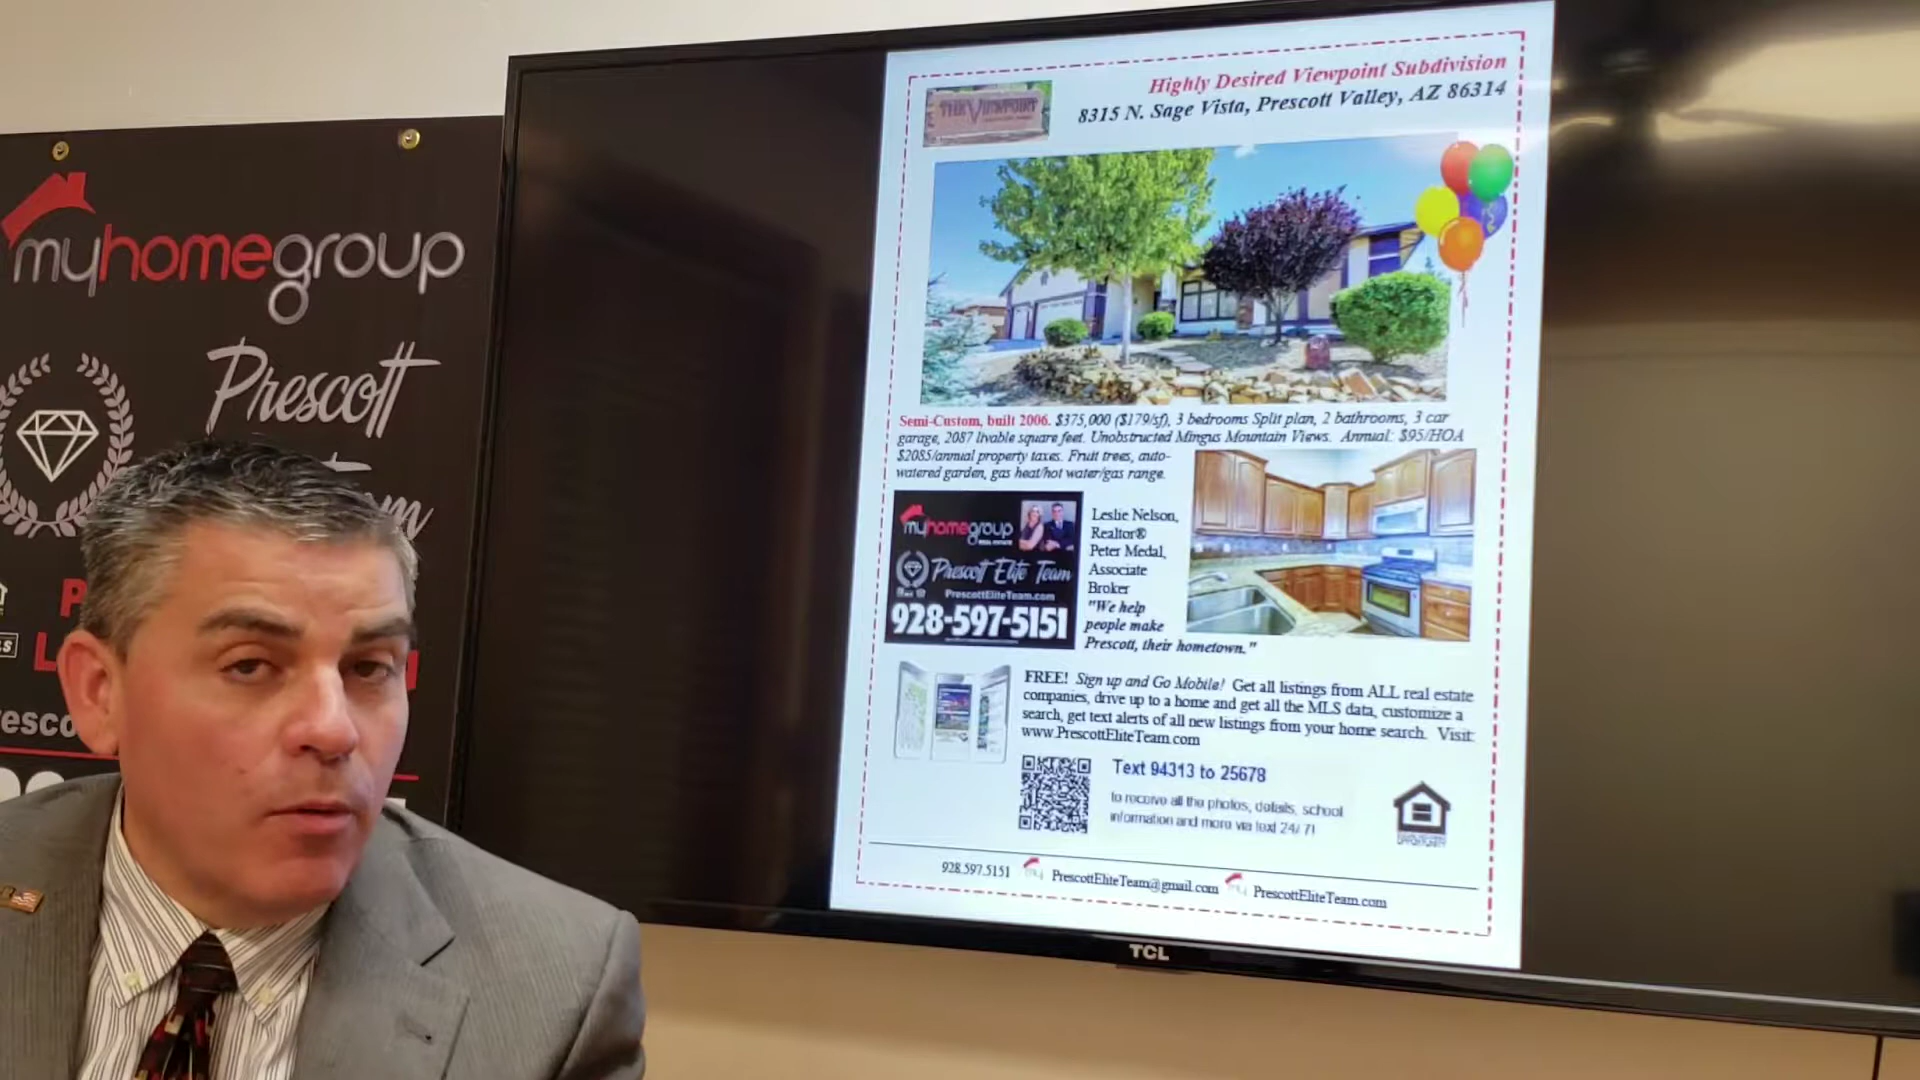 myhomegroup
Prescott
Highly Desired Viewpoint Subdivision
8315 N. Sage Vista, Prescott Valley, AZ 86314
THE VIEWPOINT
Semi-Custom, built 2006. $375,000 ($179/sf), 3 bedrooms Split plan, 2 bathrooms, 3 car
garage, 2087 livable square feet. Unobstructed Mingus Mountain Views. Annual: $95/HOA
$2085/annual property taxes. Fruit trees, auto-
watered garden, gas heat/hot water/gas range.
myhomegroup
REAL ESTATE
Prescott Elite Team
PrescottEliteTeam.com
928-597-5151
Leslie Nelson,
Realtor®
Peter Medal,
Associate
Broker
"We help
people make
Prescott, their hometown."
FREE! Sign up and Go Mobile! Get all listings from ALL real estate
companies, drive up to a home and get all the MLS data, customize a
search, get text alerts of all new listings from your home search. Visit:
www.PrescottEliteTeam.com
Text 94313 to 25678
to receive all the photos, details, school
information and more via text 24/7!
928.597.5151 PrescottEliteTeam@gmail.com PrescottEliteTeam.com
TCL